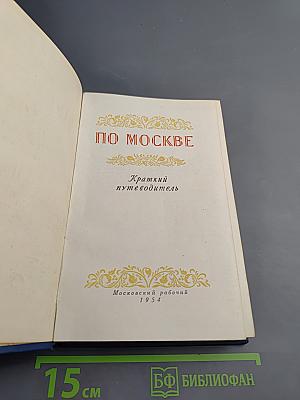 ПО МОСКВЕ
Краткий
путеводитель
Московский рабочий
1954
15 см
БФ БИБЛИОФАН